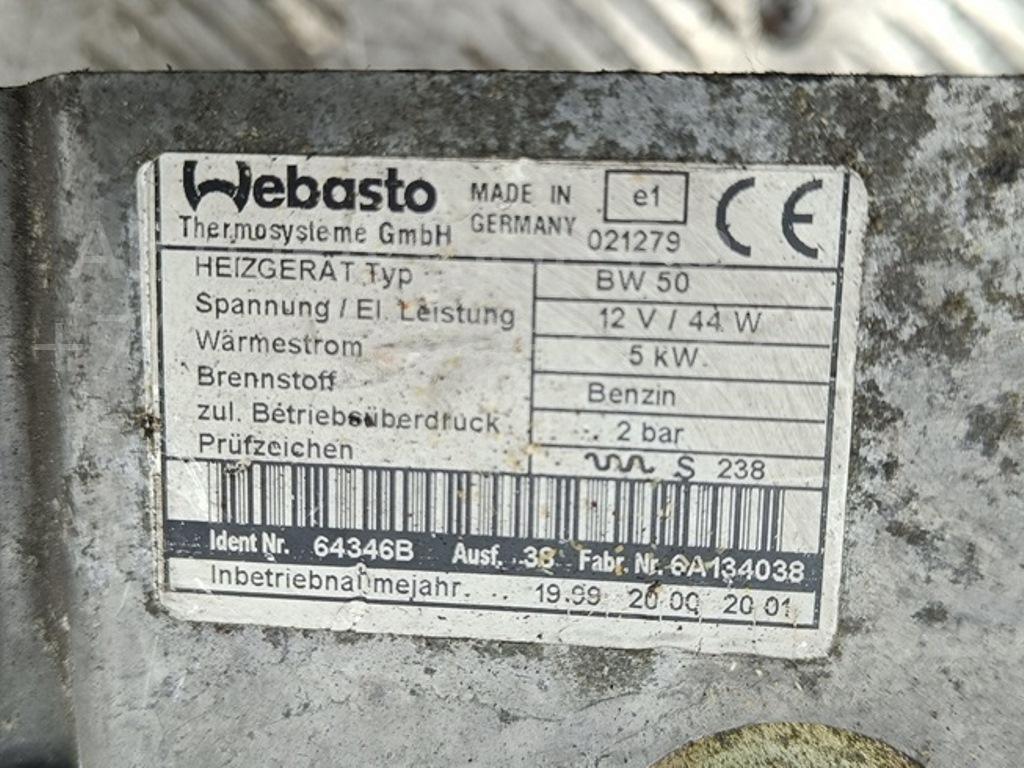 Webasto
Thermosysteme GmbH
MADE IN
GERMANY
e1
021279
CE
HEIZGERÄT Typ BW 50
Spannung / El. Leistung 12 V / 44 W
Wärmestrom 5 kW
Brennstoff Benzin
zul. Betriebsüberdruck 2 bar
Prüfzeichen S 238
Ident Nr. 64346B Ausf. 38 Fabr. Nr. 6A134038
Inbetriebnahmejahr 19 99 20 00 20 01